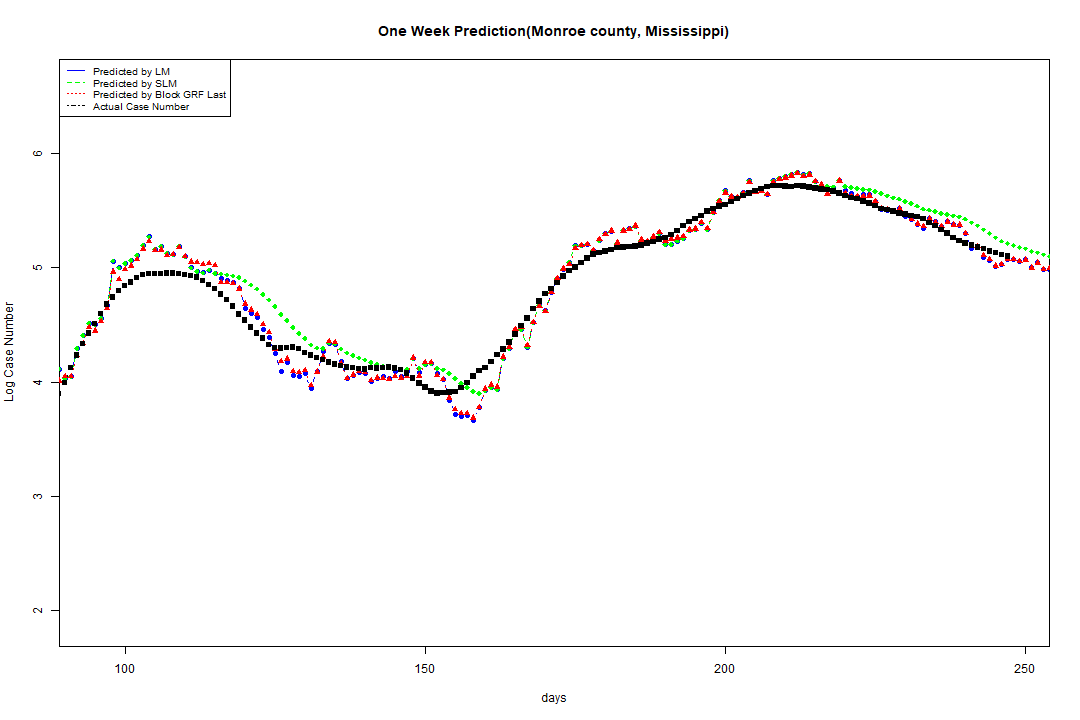 One Week Prediction(Monroe county, Mississippi)
Predicted by LM
Predicted by SLM
Predicted by Block GRF Last
Actual Case Number
6
5
4
3
2
Log Case Number
100 150 200 250
days